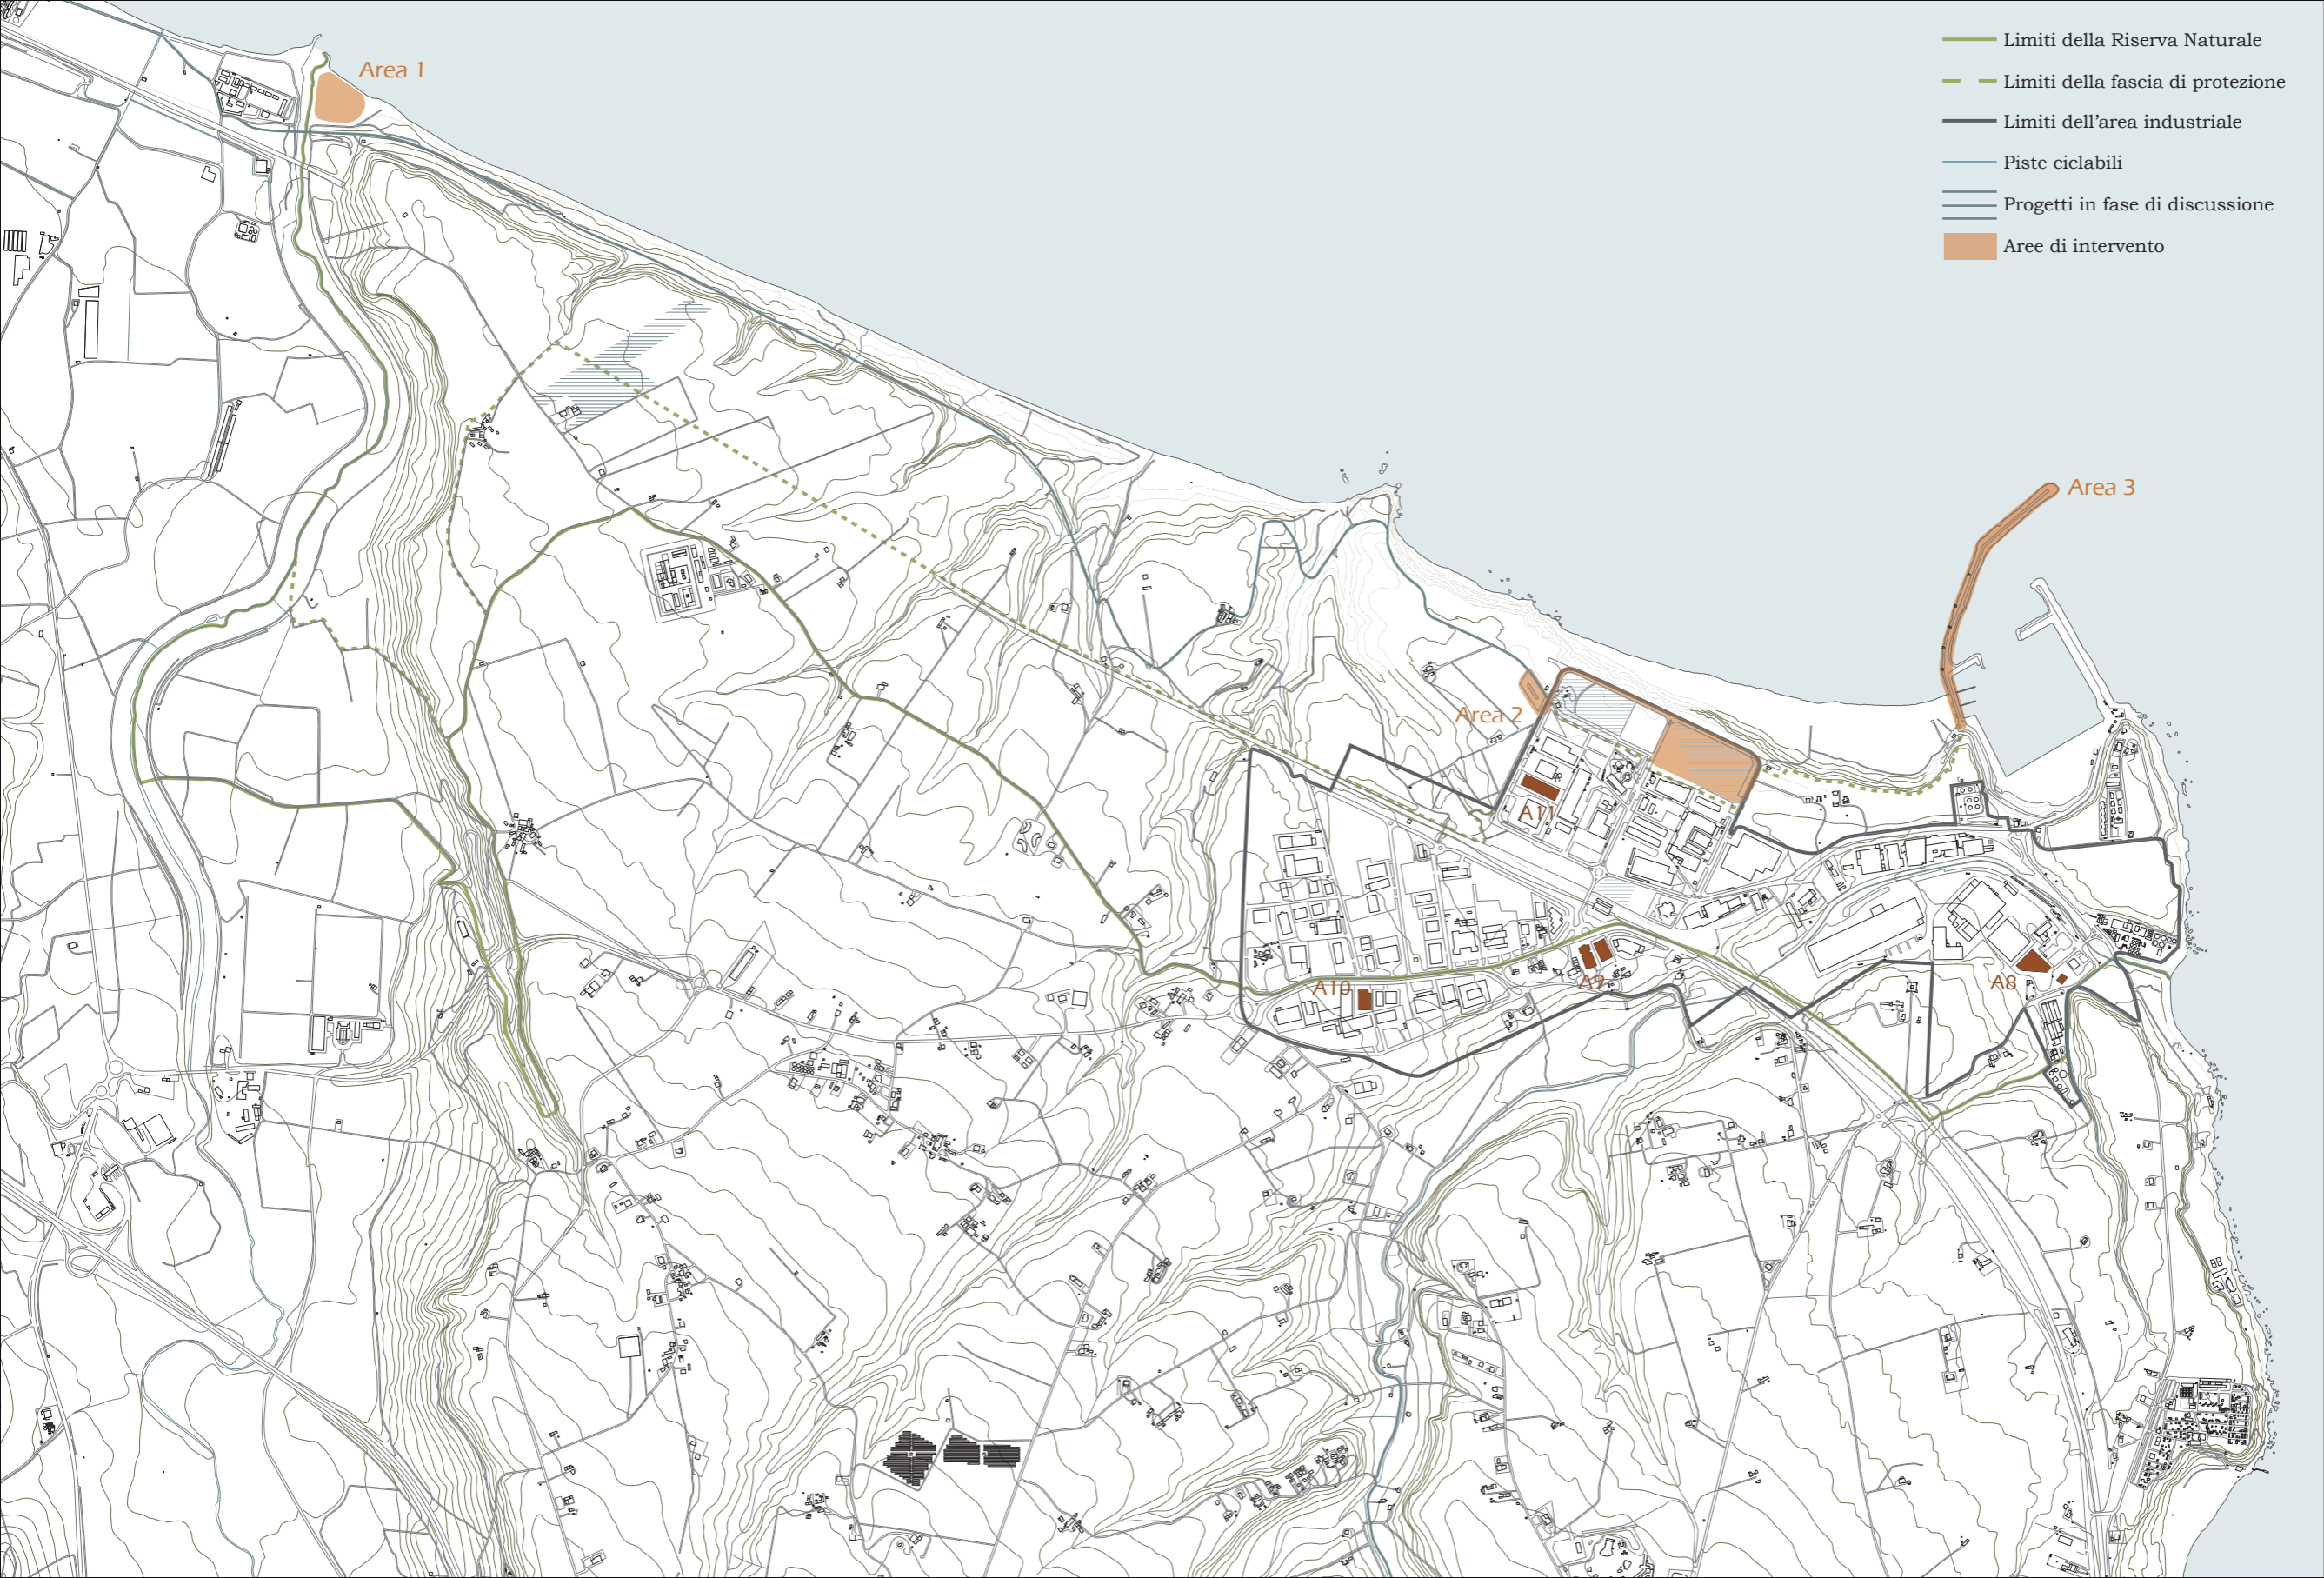 Area 1
Limiti della Riserva Naturale
Limiti della fascia di protezione
Limiti dell'area industriale
Piste ciclabili
Progetti in fase di discussione
Aree di intervento
Area 3
Area 2
A11
A10
A9
A8